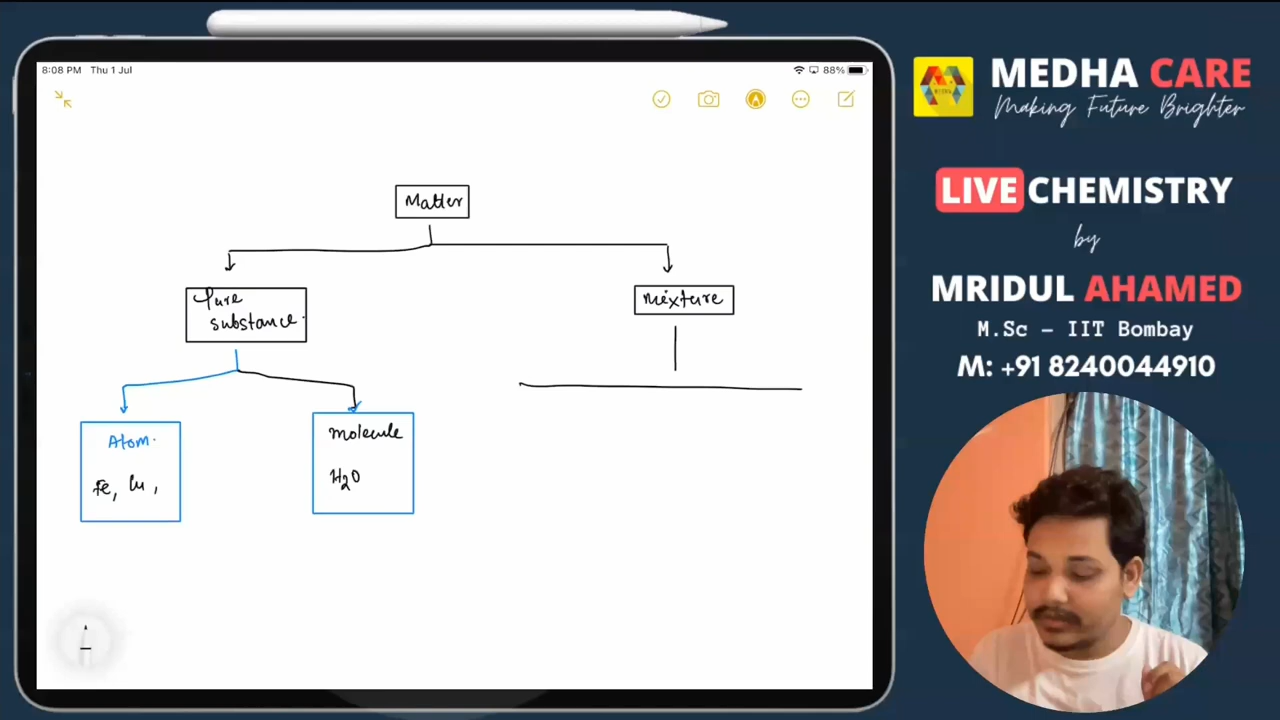 8:08 PM Thu 1 Jul
88%
MEDHA CARE
Making Future Brighter
LIVE CHEMISTRY
by
MRIDUL AHAMED
M.Sc - IIT Bombay
M: +91 8240044910
Matter
Pure
substance.
Mixture
Atom.
Fe, Cu,
Molecule
H₂O